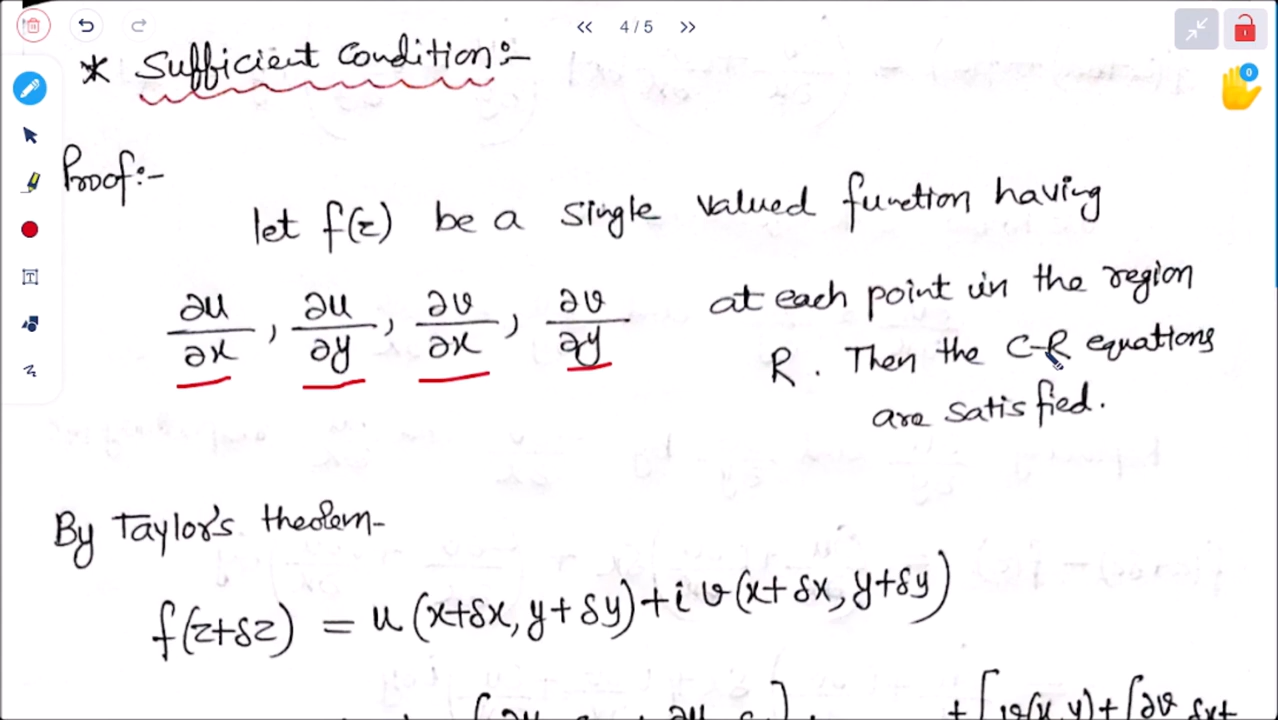 4 / 5
* Sufficient Condition:-
Proof:-
let f(z) be a single valued function having
∂u/∂x , ∂u/∂y , ∂v/∂x , ∂v/∂y at each point in the region
R. Then the C-R equations
are satisfied.
By Taylor's theorem-
f(z+δz) = u(x+δx, y+δy)+i v(x+δx, y+δy)